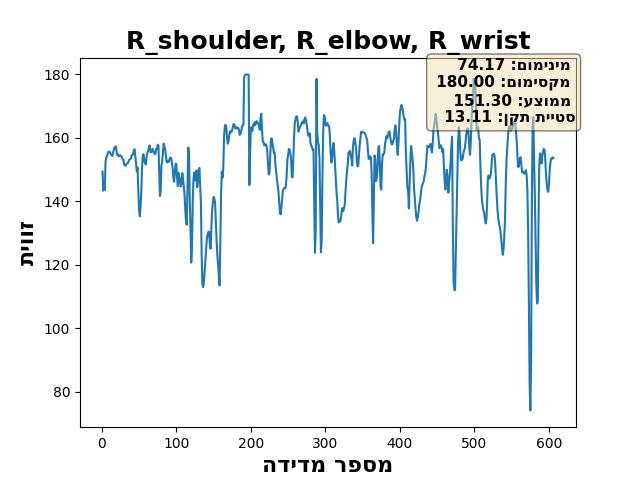 R_shoulder, R_elbow, R_wrist
מינימום: 74.17
מקסימום: 180.00
ממוצע: 151.30
סטיית תקן: 13.11
זווית
180
160
140
120
100
80
0 100 200 300 400 500 600
מספר מדידה